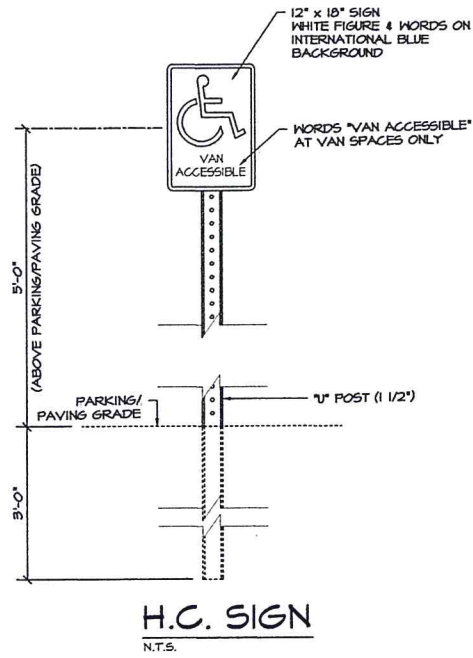 12" x 18" SIGN
WHITE FIGURE & WORDS ON
INTERNATIONAL BLUE
BACKGROUND
WORDS "VAN ACCESSIBLE"
AT VAN SPACES ONLY
VAN
ACCESSIBLE
5'-0"
(ABOVE PARKING/PAVING GRADE)
PARKING/
PAVING GRADE
"U" POST (1 1/2")
3'-0"
H.C. SIGN
N.T.S.